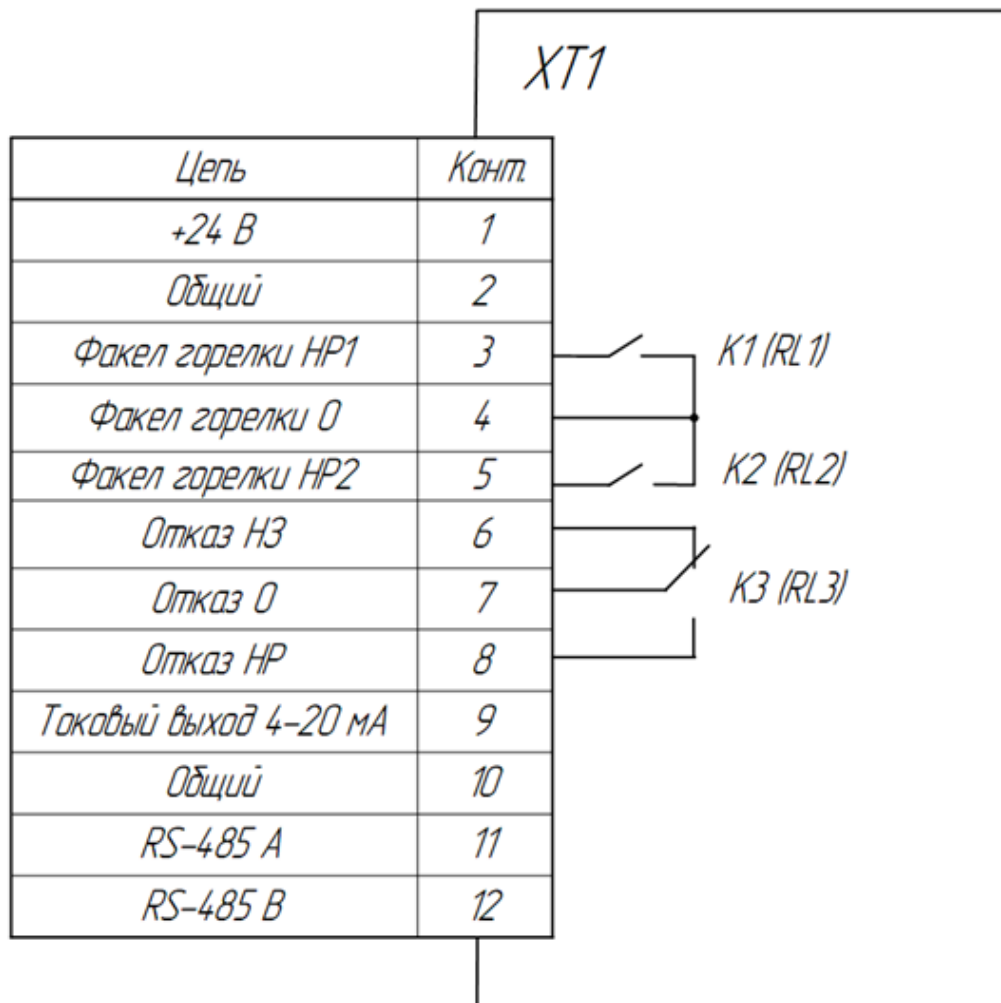 XT1
Цепь Конт.
+24 В 1
Общий 2
Факел горелки НР1 3
Факел горелки О 4
Факел горелки НР2 5
Отказ НЗ 6
Отказ О 7
Отказ НР 8
Токовый выход 4-20 мА 9
Общий 10
RS-485 A 11
RS-485 B 12
K1 (RL1)
K2 (RL2)
K3 (RL3)